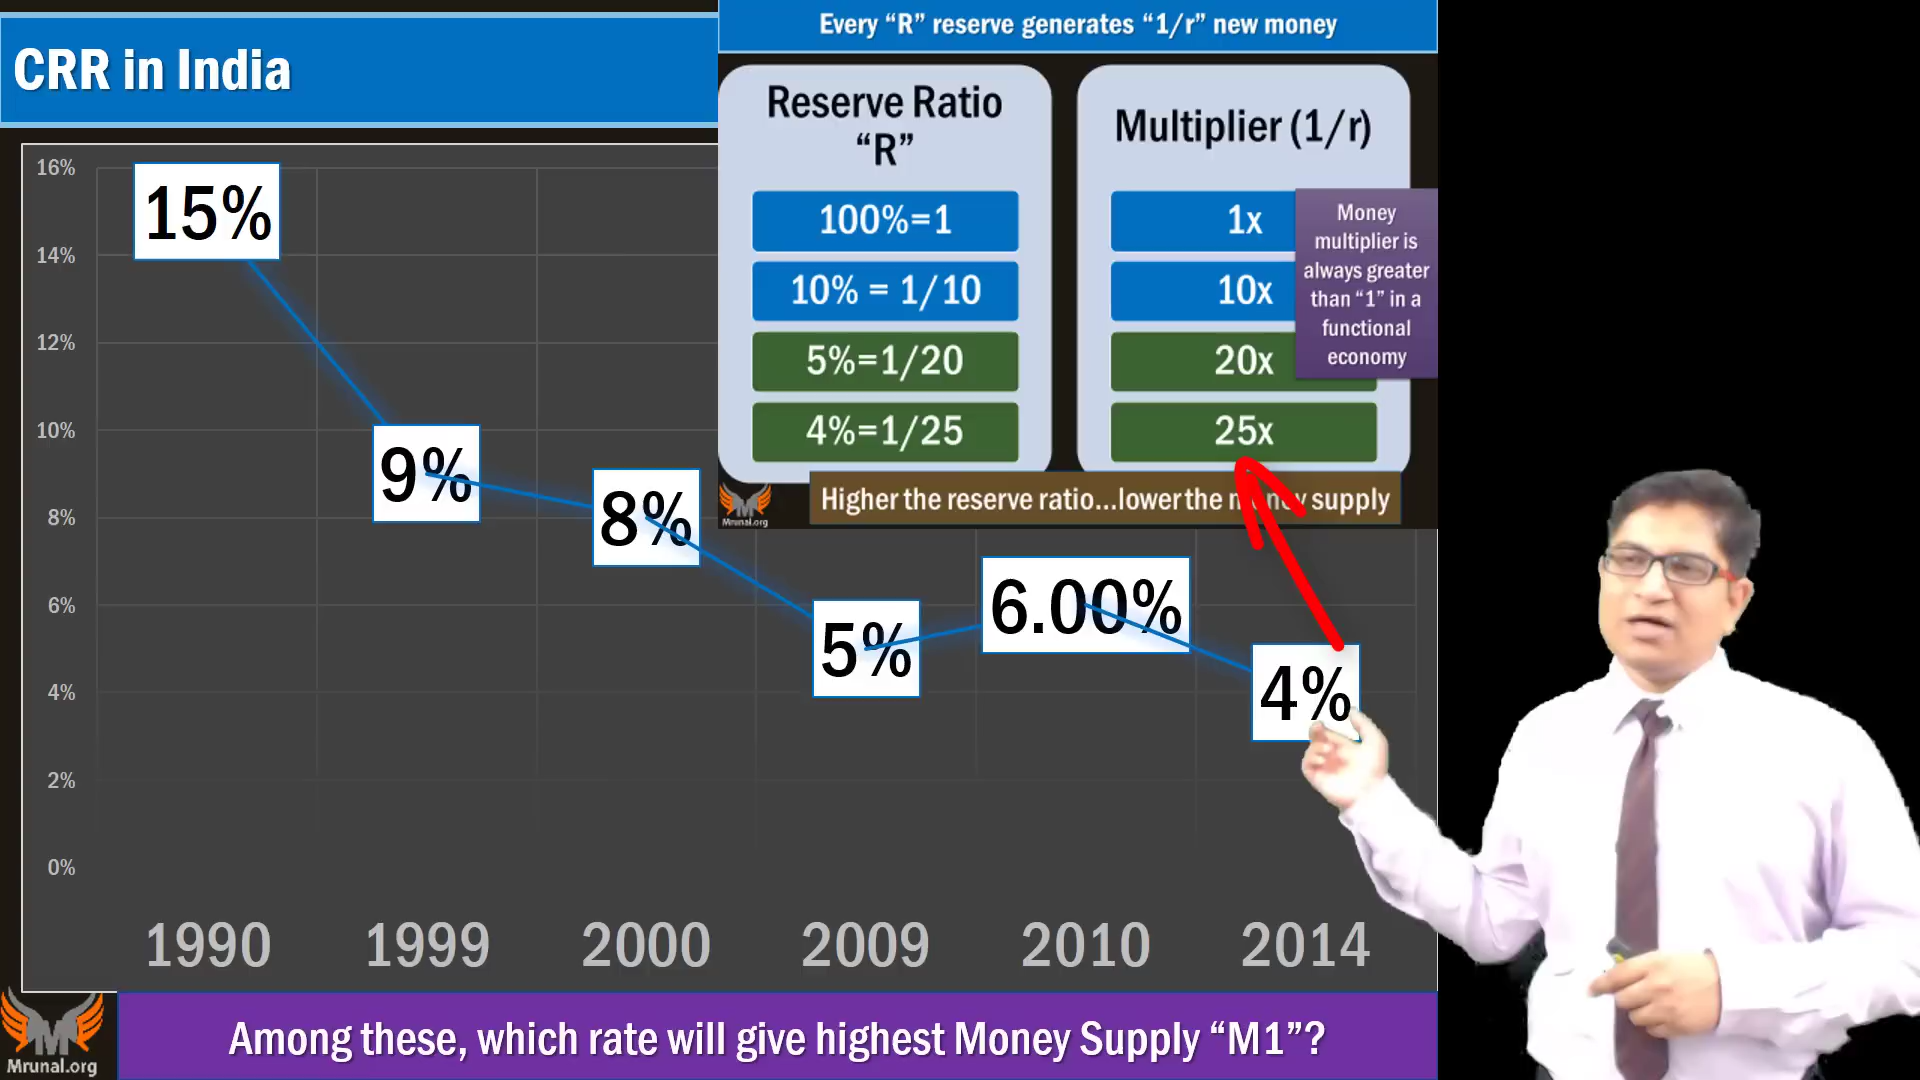 CRR in India
16%
14%
12%
10%
8%
6%
4%
2%
0%
15%
9%
8%
5%
6.00%
4%
1990
1999
2000
2009
2010
2014
Every “R” reserve generates “1/r” new money
Reserve Ratio
“R”
100%=1
10% = 1/10
5%=1/20
4%=1/25
Multiplier (1/r)
1x
10x
20x
25x
Money
multiplier is
always greater
than “1” in a
functional
economy
Mrunal.org
Higher the reserve ratio...lower the money supply
Mrunal.org
Among these, which rate will give highest Money Supply “M1”?